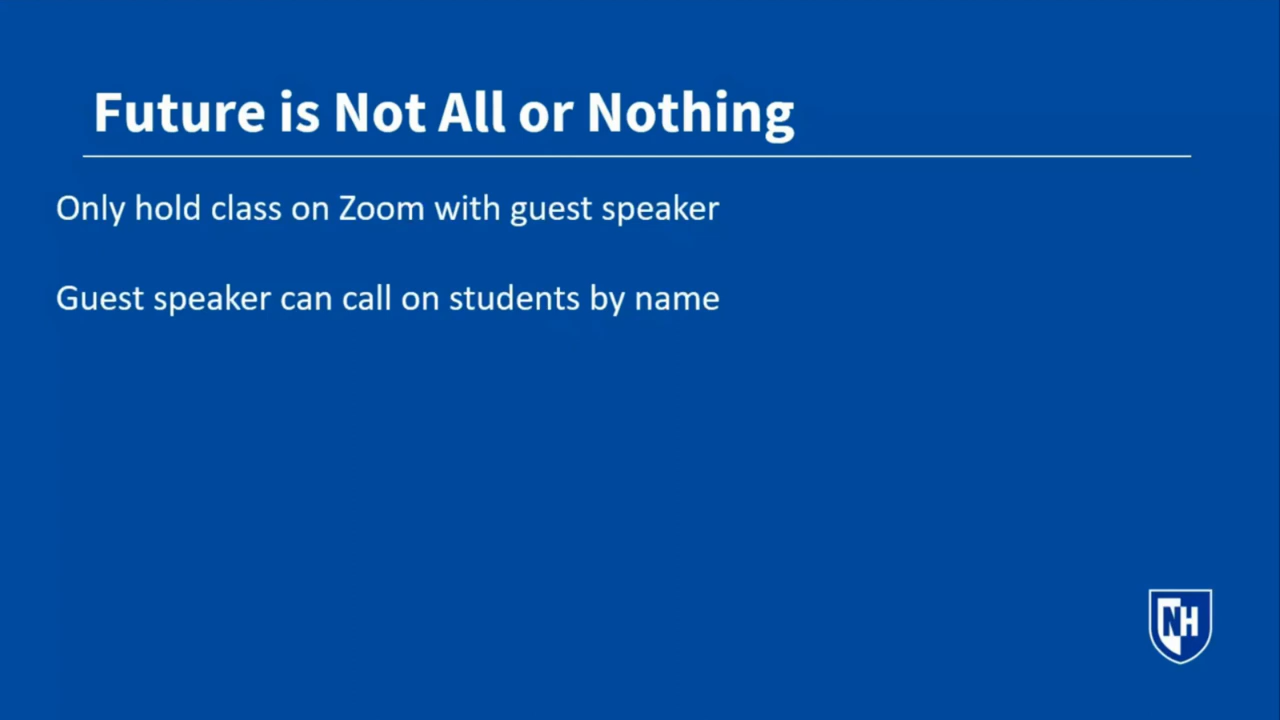 Future is Not All or Nothing
Only hold class on Zoom with guest speaker
Guest speaker can call on students by name
NH